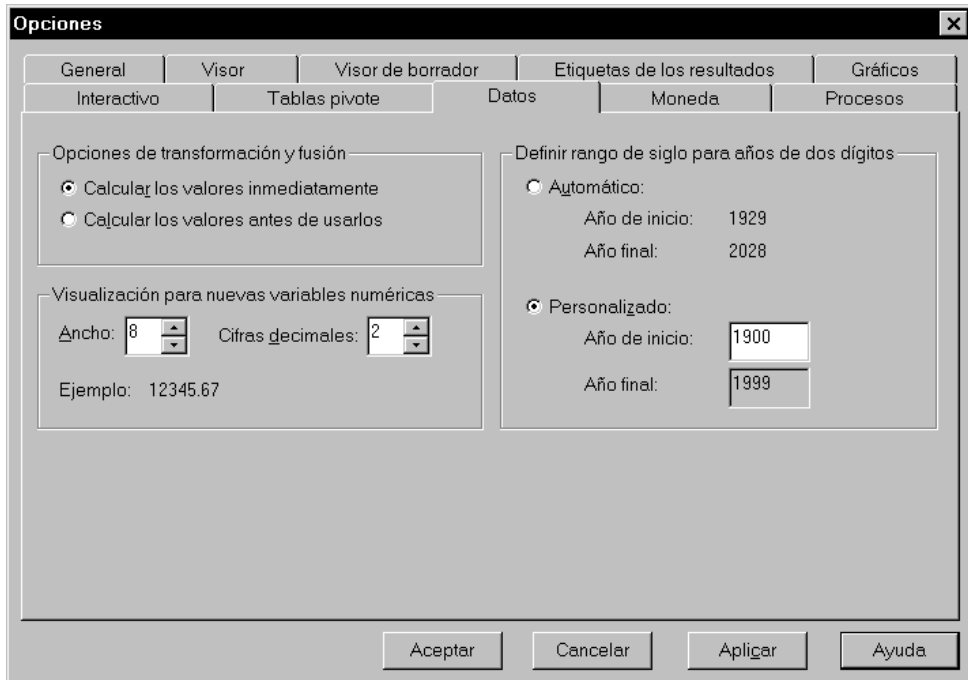 Opciones
General Visor Visor de borrador Etiquetas de los resultados Gráficos
Interactivo Tablas pivote Datos Moneda Procesos
Opciones de transformación y fusión
Calcular los valores inmediatamente
Calcular los valores antes de usarlos
Visualización para nuevas variables numéricas
Ancho: 8 Cifras decimales: 2
Ejemplo: 12345.67
Definir rango de siglo para años de dos dígitos
Automático:
Año de inicio: 1929
Año final: 2028
Personalizado:
Año de inicio: 1900
Año final: 1999
Aceptar Cancelar Aplicar Ayuda